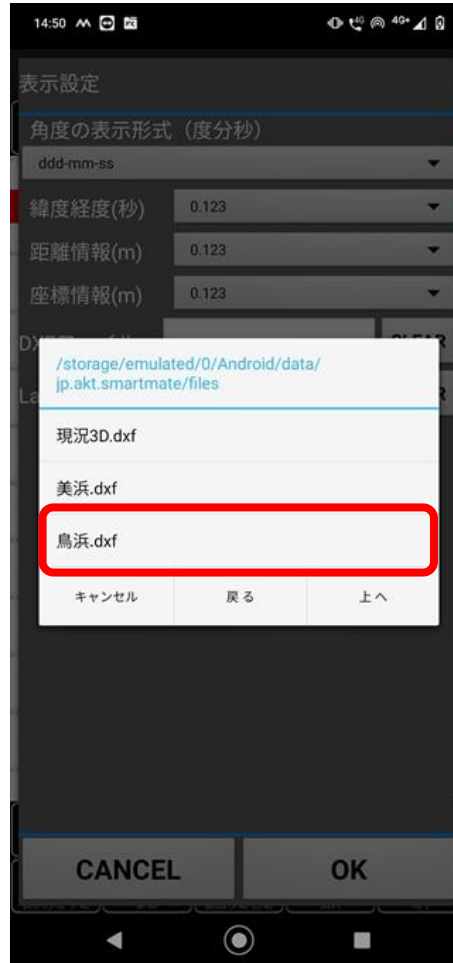 14:50
4G 4G+
表示設定
角度の表示形式（度分秒）
ddd-mm-ss
緯度経度(秒) 0.123
距離情報(m) 0.123
座標情報(m) 0.123
/storage/emulated/0/Android/data/
jp.akt.smartmate/files
現況3D.dxf
美浜.dxf
鳥浜.dxf
キャンセル 戻る 上へ
CANCEL OK